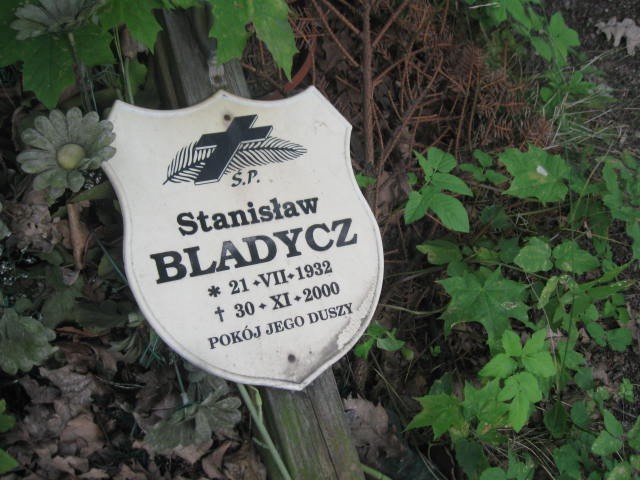 Ś.P.
Stanisław
BLADYCZ
* 21•VII•1932
† 30•XI•2000
POKÓJ JEGO DUSZY